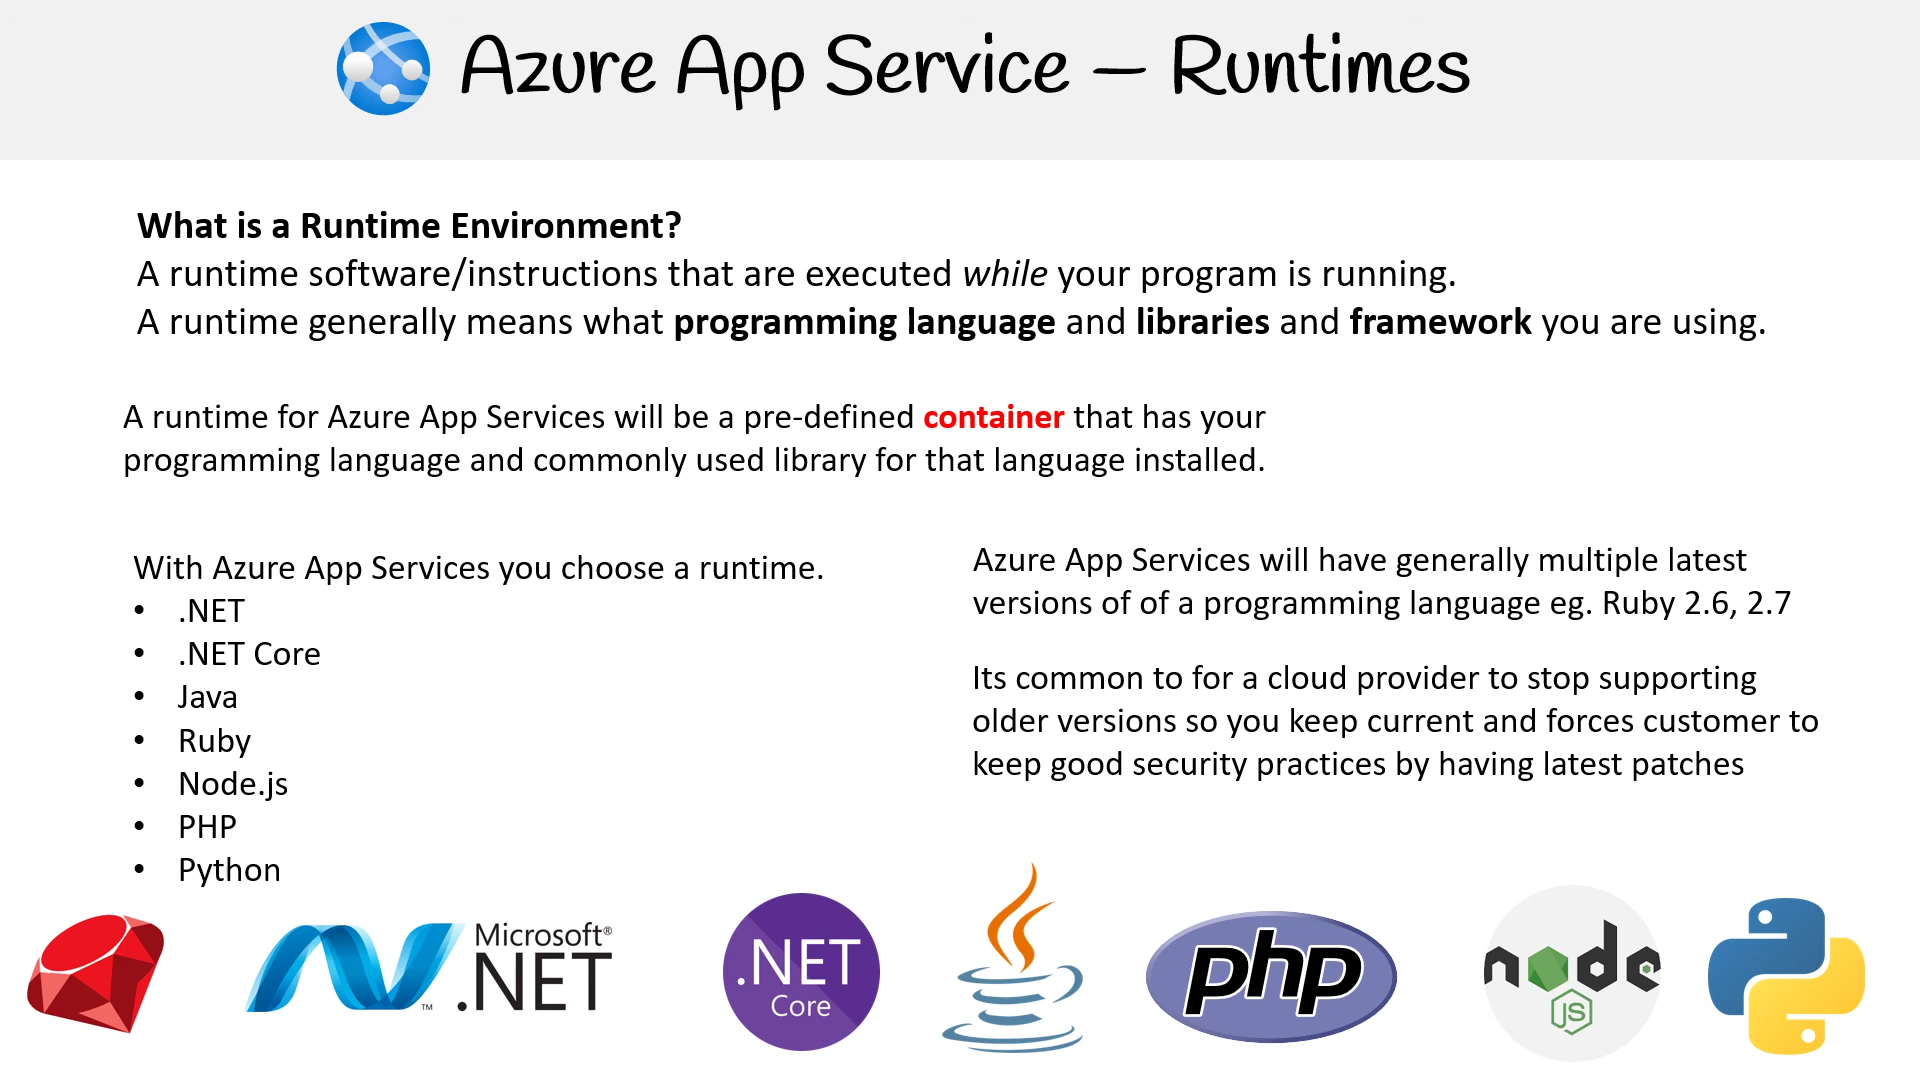 Azure App Service – Runtimes
What is a Runtime Environment?
A runtime software/instructions that are executed while your program is running.
A runtime generally means what programming language and libraries and framework you are using.
A runtime for Azure App Services will be a pre-defined container that has your
programming language and commonly used library for that language installed.
With Azure App Services you choose a runtime.
• .NET
• .NET Core
• Java
• Ruby
• Node.js
• PHP
• Python
Azure App Services will have generally multiple latest
versions of of a programming language eg. Ruby 2.6, 2.7
Its common to for a cloud provider to stop supporting
older versions so you keep current and forces customer to
keep good security practices by having latest patches
Microsoft®
.NET
™
.NET
Core
php
node
JS